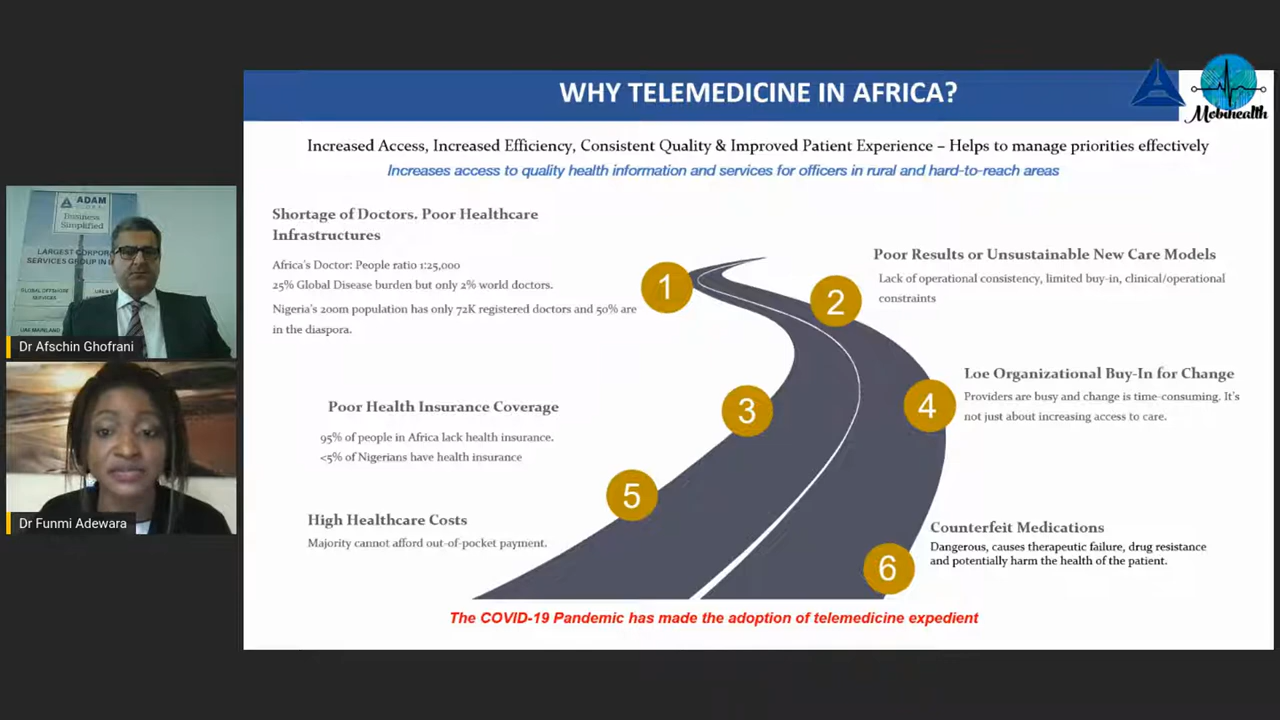 WHY TELEMEDICINE IN AFRICA?
Mobihealth
Increased Access, Increased Efficiency, Consistent Quality & Improved Patient Experience – Helps to manage priorities effectively
Increases access to quality health information and services for officers in rural and hard-to-reach areas
Shortage of Doctors. Poor Healthcare
Infrastructures
Africa's Doctor: People ratio 1:25,000
25% Global Disease burden but only 2% world doctors.
Nigeria's 200m population has only 72K registered doctors and 50% are
in the diaspora.
1
2
Poor Results or Unsustainable New Care Models
Lack of operational consistency, limited buy-in, clinical/operational
constraints
Poor Health Insurance Coverage
95% of people in Africa lack health insurance.
<5% of Nigerians have health insurance
3
4
Loe Organizational Buy-In for Change
Providers are busy and change is time-consuming. It's
not just about increasing access to care.
High Healthcare Costs
Majority cannot afford out-of-pocket payment.
5
6
Counterfeit Medications
Dangerous, causes therapeutic failure, drug resistance
and potentially harm the health of the patient.
The COVID-19 Pandemic has made the adoption of telemedicine expedient
ADAM
Business
Simplified
LARGEST CORPOR
SERVICES GROUP IN
GLOBAL OFFSHORE
SERVICES
UAE MAINLAND
Dr Afschin Ghofrani
Dr Funmi Adewara